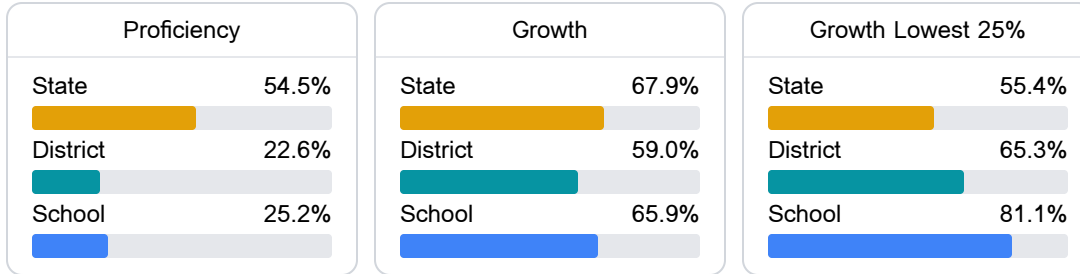 Proficiency
State 54.5%
District 22.6%
School 25.2%
Growth
State 67.9%
District 59.0%
School 65.9%
Growth Lowest 25%
State 55.4%
District 65.3%
School 81.1%